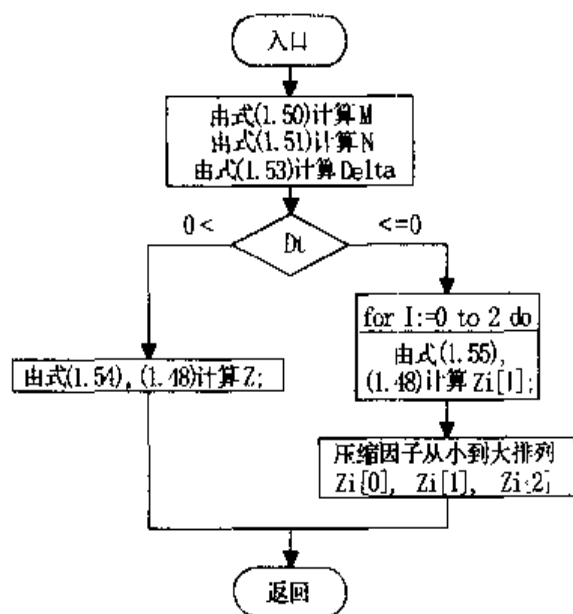 入口
由式(1.50)计算M
由式(1.51)计算N
由式(1.53)计算Delta
0<
Dt
<=0
for I:=0 to 2 do
由式(1.55),
(1.48)计算Zi[I];
由式(1.54), (1.48)计算Z;
压缩因子从小到大排列
Zi[0], Zi[1], Zi[2]
返回